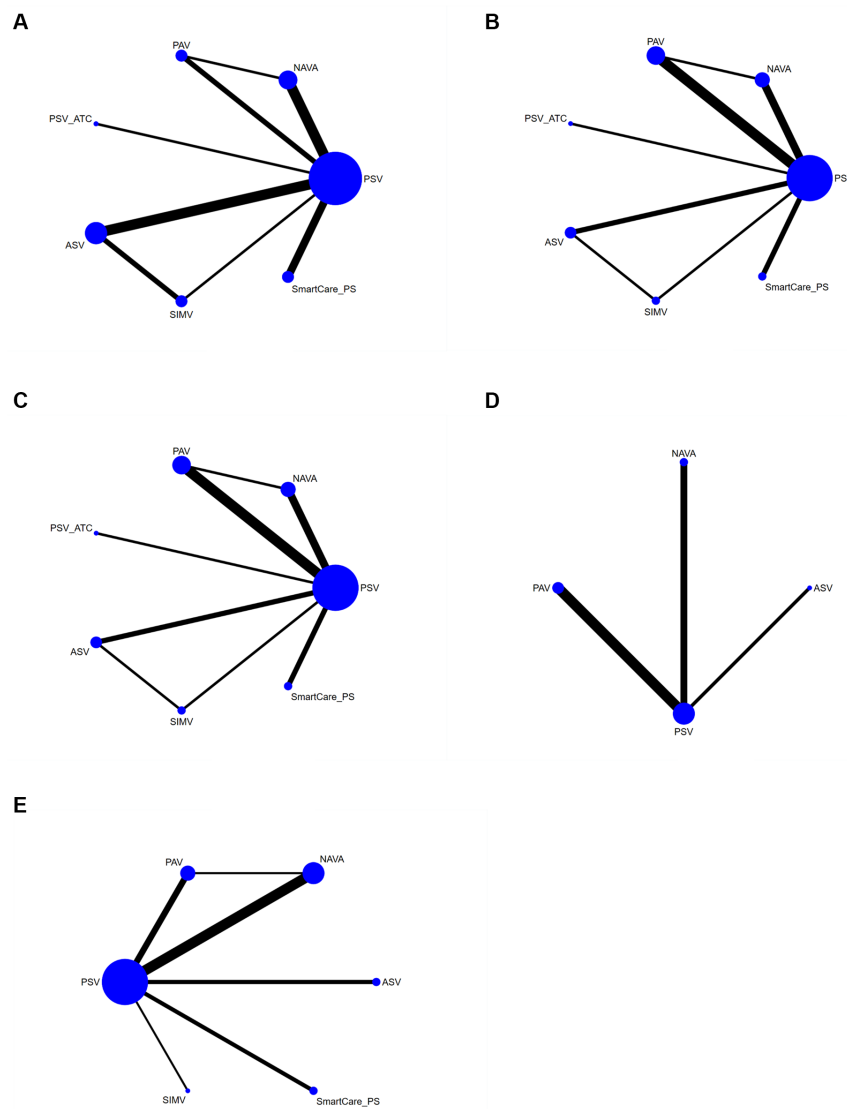 A
PAV
NAVA
PSV_ATC
PSV
ASV
SmartCare_PS
SIMV
B
PAV
NAVA
PSV_ATC
PS
ASV
SmartCare_PS
SIMV
C
PAV
NAVA
PSV_ATC
PSV
ASV
SmartCare_PS
SIMV
D
NAVA
PAV
ASV
PSV
E
PAV
NAVA
PSV
ASV
SIMV
SmartCare_PS